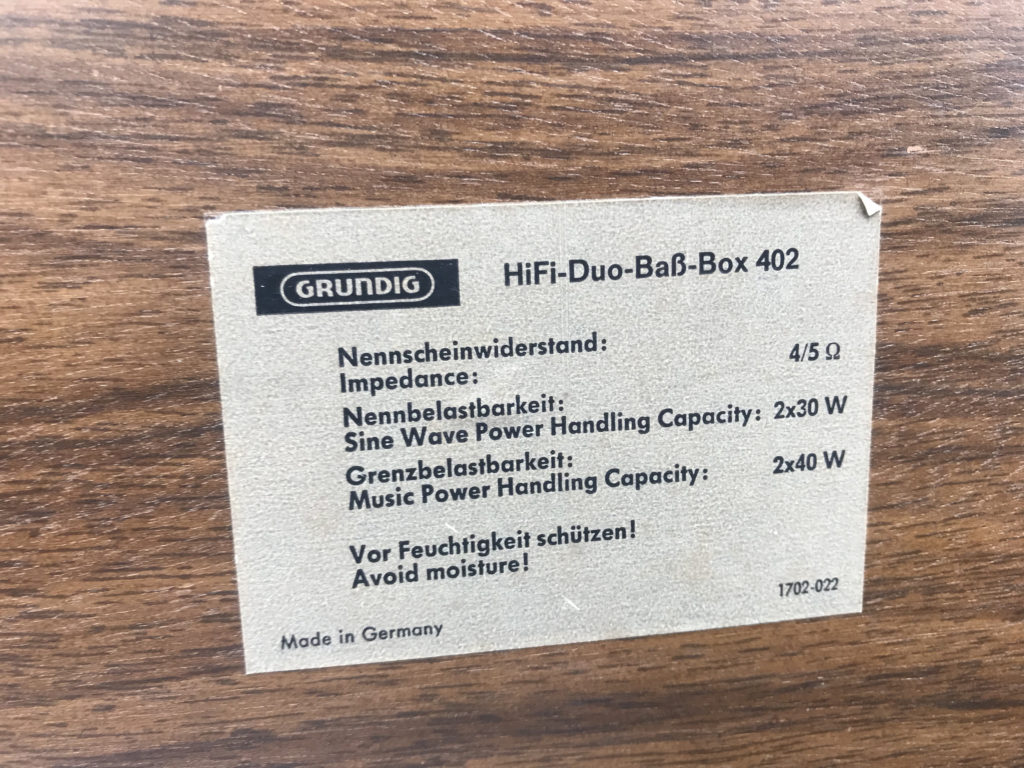 GRUNDIG
HiFi-Duo-Baß-Box 402
Nennscheinwiderstand:
Impedance: 4/5 Ω
Nennbelastbarkeit:
Sine Wave Power Handling Capacity: 2x30 W
Grenzbelastbarkeit:
Music Power Handling Capacity: 2x40 W
Vor Feuchtigkeit schützen!
Avoid moisture!
1702-022
Made in Germany